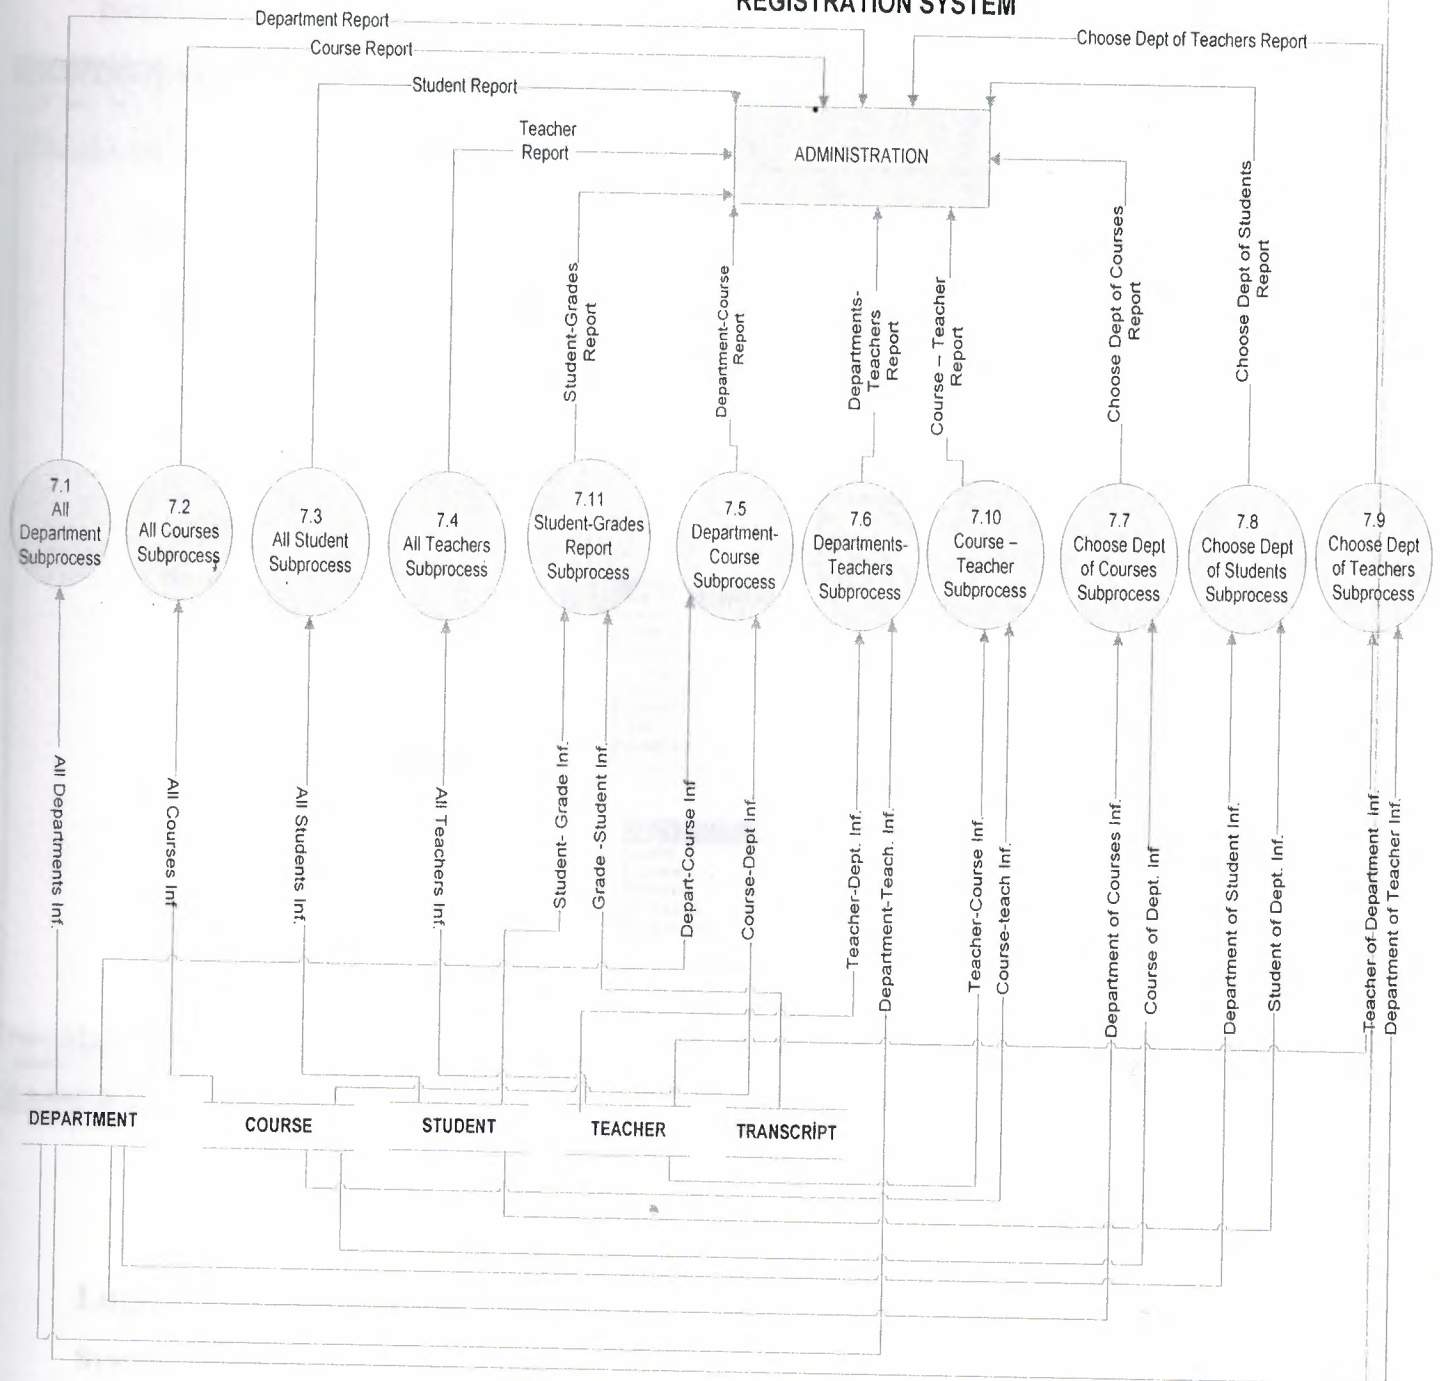 REGISTRATION SYSTEM
Department Report
Choose Dept of Teachers Report
Course Report
Student Report
Teacher
Report
ADMINISTRATION
Student-Grades
Report
Department-Course
Report
Departments-
Teachers
Report
Course – Teacher
Report
Choose Dept of Courses
Report
Choose Dept of Students
Report
7.1
All
Department
Subprocess
7.2
All Courses
Subprocess
7.3
All Student
Subprocess
7.4
All Teachers
Subprocess
7.11
Student-Grades
Report
Subprocess
7.5
Department-
Course
Subprocess
7.6
Departments-
Teachers
Subprocess
7.10
Course –
Teacher
Subprocess
7.7
Choose Dept
of Courses
Subprocess
7.8
Choose Dept
of Students
Subprocess
7.9
Choose Dept
of Teachers
Subprocess
All Departments Inf.
All Courses Inf
All Students Inf.
All Teachers Inf.
Student- Grade Inf.
Grade -Student Inf.
Depart-Course Inf
Course-Dept Inf.
Teacher-Dept. Inf.
Department-Teach. Inf.
Teacher-Course Inf.
Course-teach Inf.
Department of Courses Inf.
Course of Dept. Inf
Department of Student Inf.
Student of Dept. Inf.
Teacher of Department Inf.
Department of Teacher Inf.
DEPARTMENT
COURSE
STUDENT
TEACHER
TRANSCRİPT